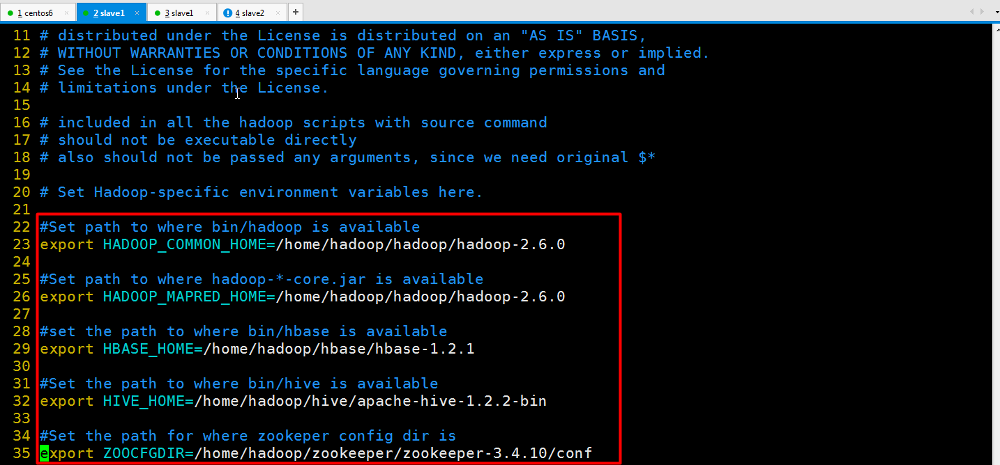 1 centos6 × 2 slave1 × 3 slave1 × 4 slave2 × +
11 # distributed under the License is distributed on an "AS IS" BASIS,
12 # WITHOUT WARRANTIES OR CONDITIONS OF ANY KIND, either express or implied.
13 # See the License for the specific language governing permissions and
14 # limitations under the License.
15
16 # included in all the hadoop scripts with source command
17 # should not be executable directly
18 # also should not be passed any arguments, since we need original $*
19
20 # Set Hadoop-specific environment variables here.
21
22 #Set path to where bin/hadoop is available
23 export HADOOP_COMMON_HOME=/home/hadoop/hadoop/hadoop-2.6.0
24
25 #Set path to where hadoop-*-core.jar is available
26 export HADOOP_MAPRED_HOME=/home/hadoop/hadoop/hadoop-2.6.0
27
28 #set the path to where bin/hbase is available
29 export HBASE_HOME=/home/hadoop/hbase/hbase-1.2.1
30
31 #Set the path to where bin/hive is available
32 export HIVE_HOME=/home/hadoop/hive/apache-hive-1.2.2-bin
33
34 #Set the path for where zookeper config dir is
35 export ZOOCFGDIR=/home/hadoop/zookeeper/zookeeper-3.4.10/conf